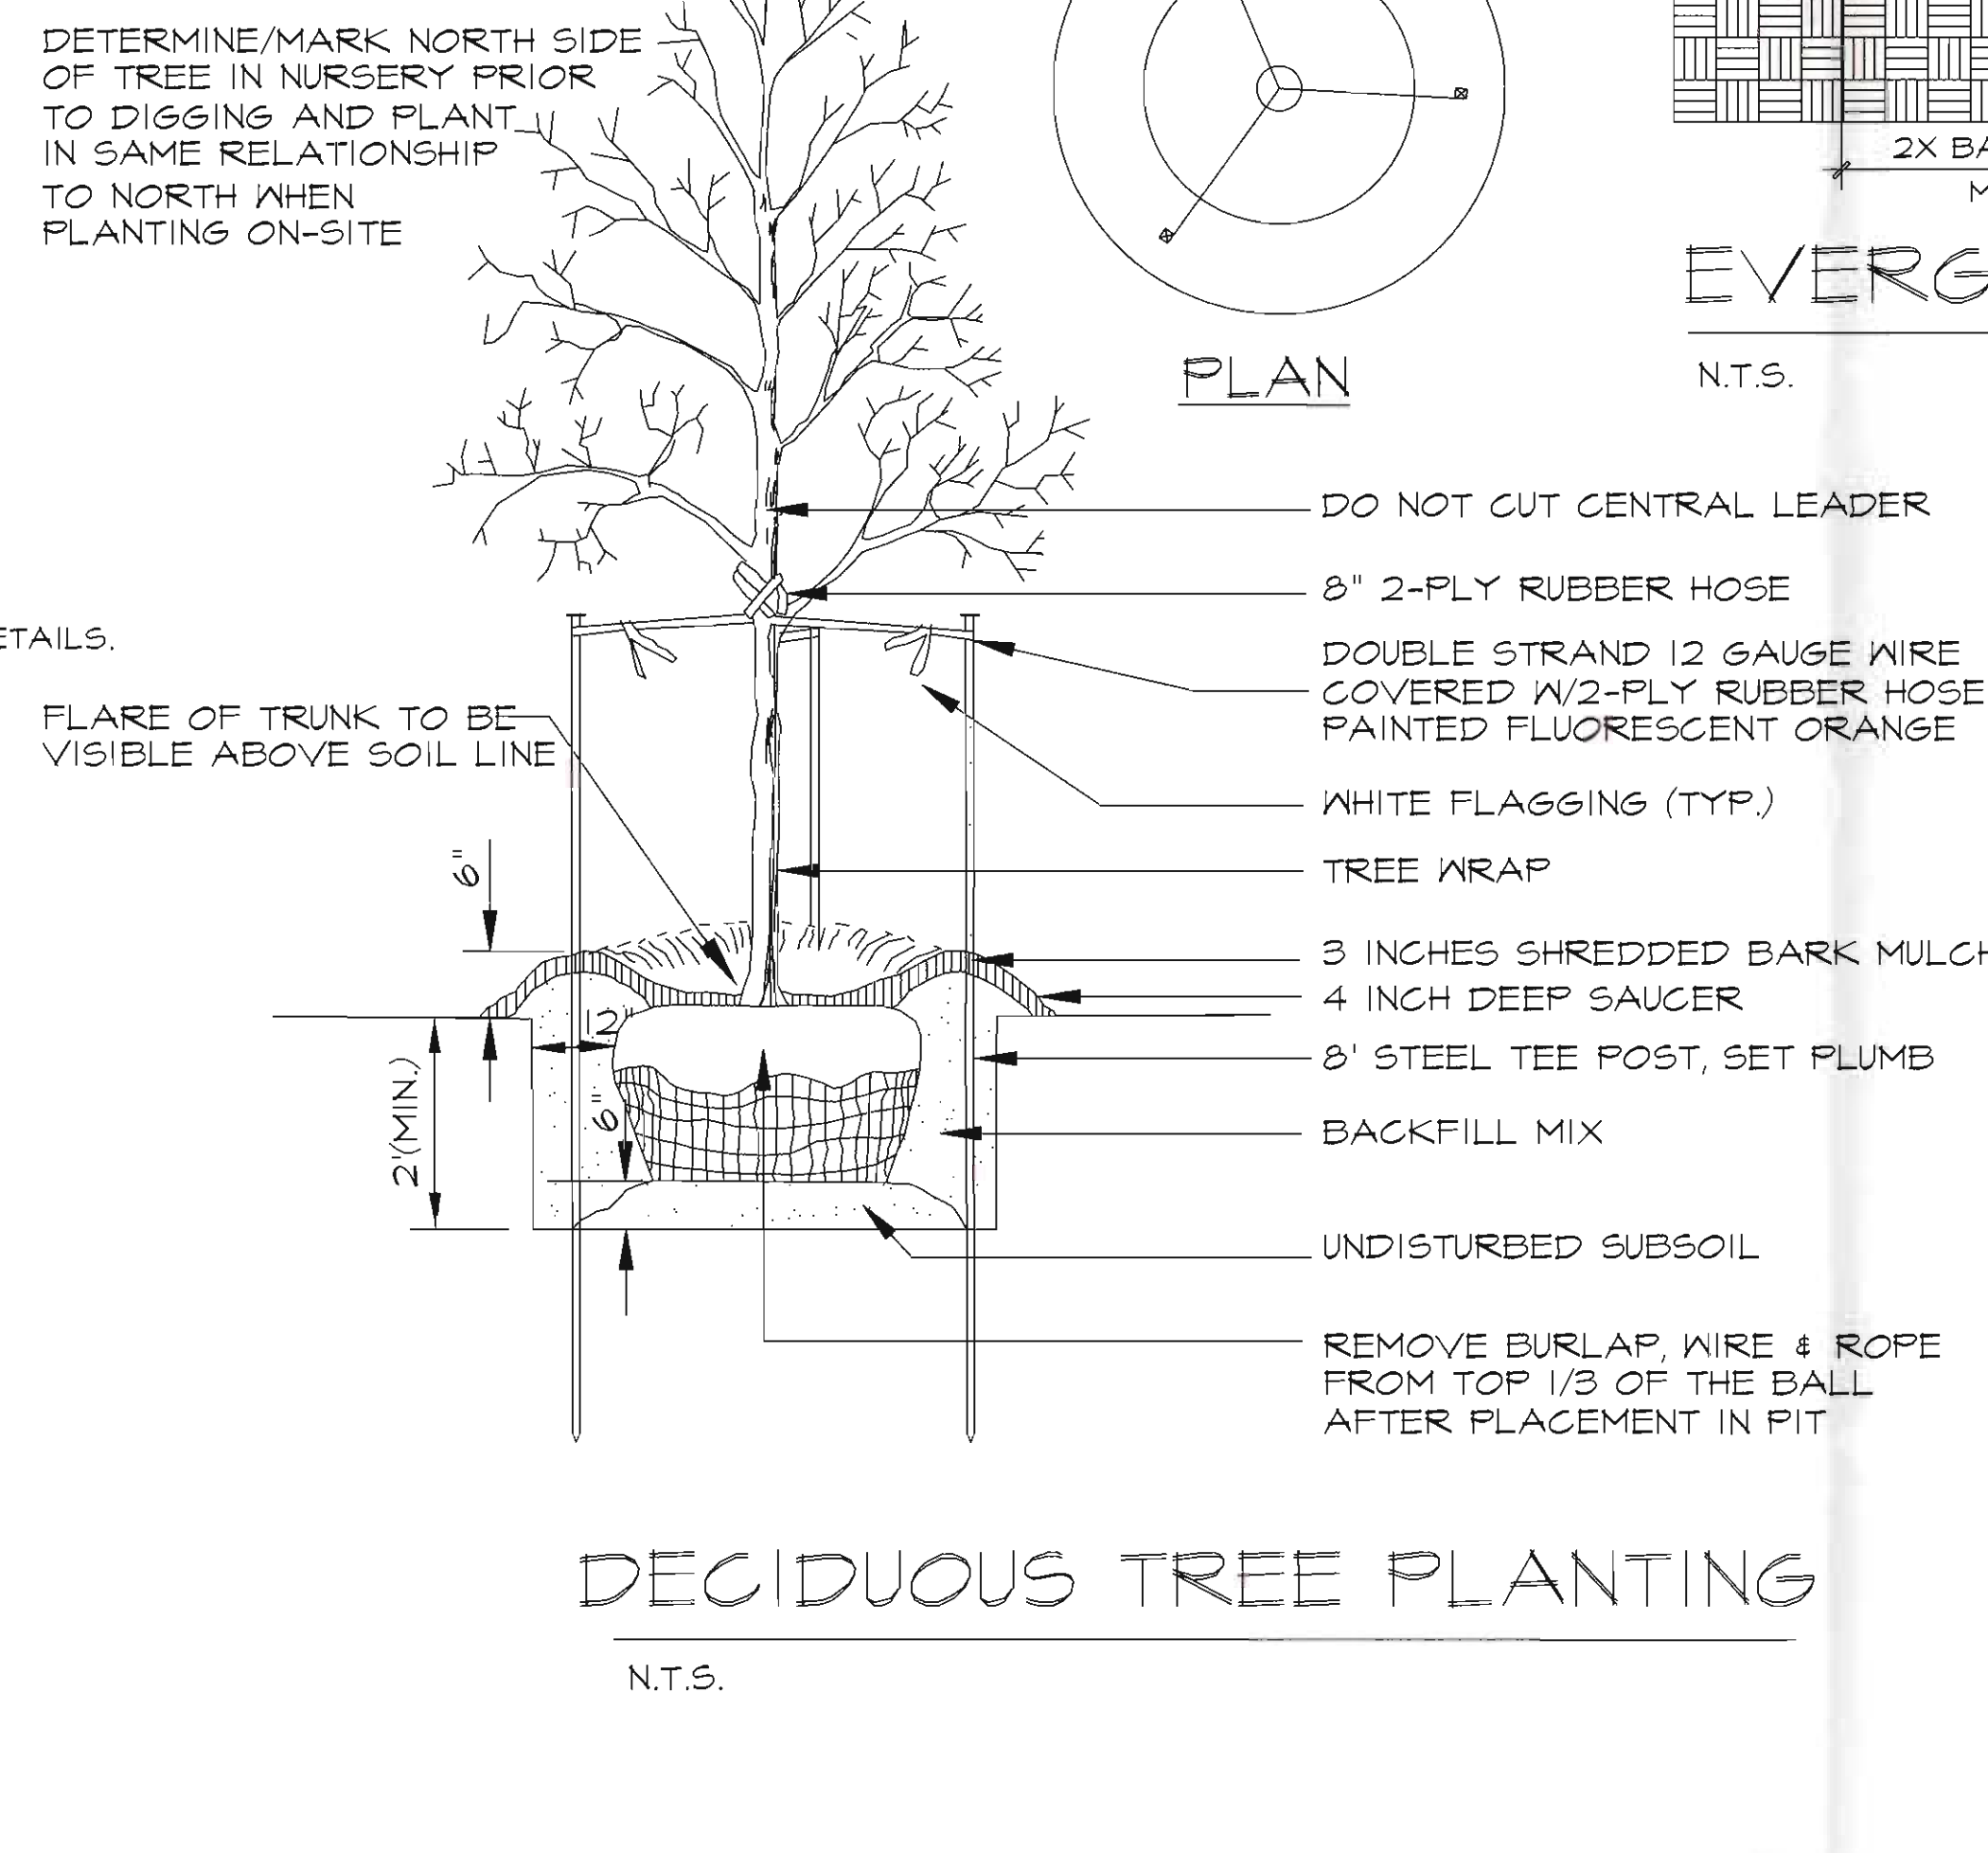 DETERMINE/MARK NORTH SIDE
OF TREE IN NURSERY PRIOR
TO DIGGING AND PLANT
IN SAME RELATIONSHIP
TO NORTH WHEN
PLANTING ON-SITE
2X
EVERG
N.T.S.
PLAN
DO NOT CUT CENTRAL LEADER
8" 2-PLY RUBBER HOSE
DOUBLE STRAND 12 GAUGE WIRE
COVERED W/2-PLY RUBBER HOSE
PAINTED FLUORESCENT ORANGE
ETAILS.
FLARE OF TRUNK TO BE
VISIBLE ABOVE SOIL LINE
WHITE FLAGGING (TYP.)
TREE WRAP
6"
3 INCHES SHREDDED BARK MULCH
4 INCH DEEP SAUCER
12"
8' STEEL TEE POST, SET PLUMB
2'(MIN.)
6"
BACKFILL MIX
UNDISTURBED SUBSOIL
REMOVE BURLAP, WIRE & ROPE
FROM TOP 1/3 OF THE BALL
AFTER PLACEMENT IN PIT
DECIDUOUS TREE PLANTING
N.T.S.